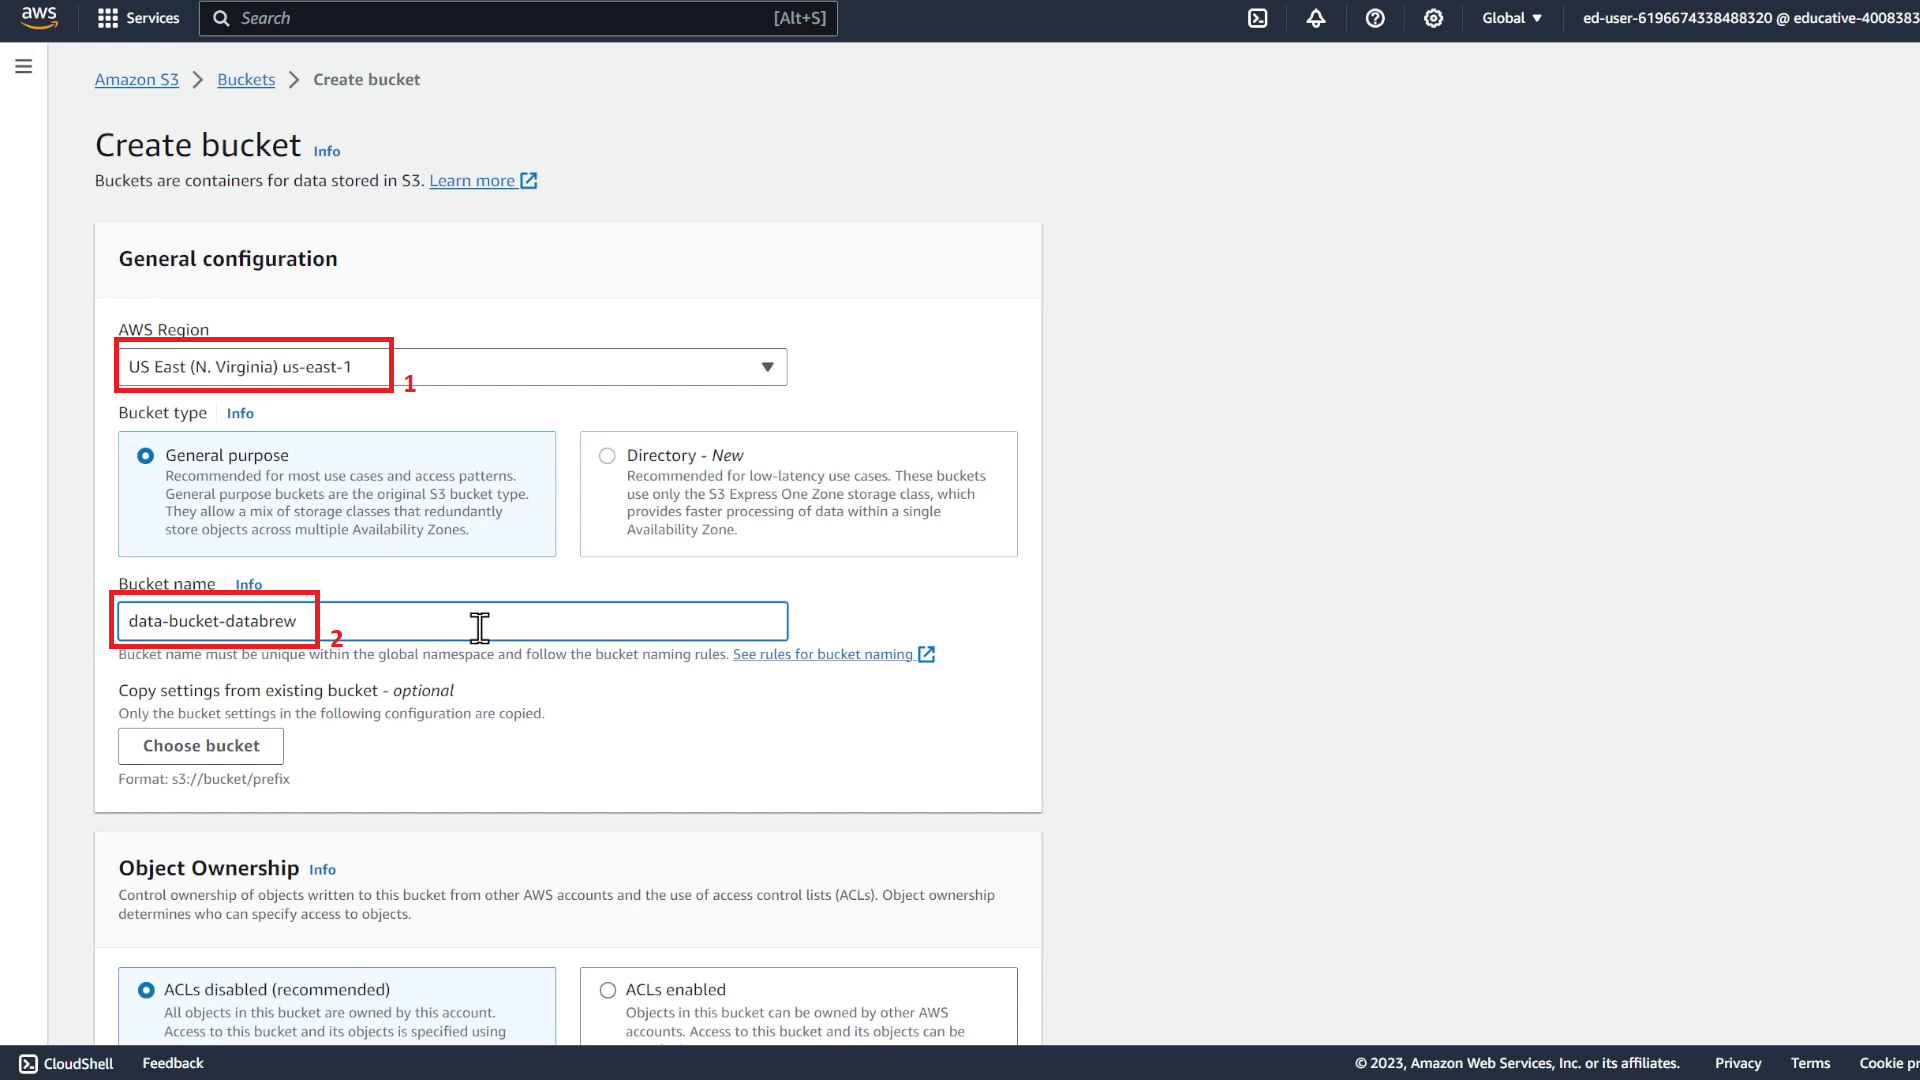 aws
Services
Search
[Alt+S]
Global
ed-user-6196674338488320 @ educative-4008383
Amazon S3
Buckets
Create bucket
Create bucket
Info
Buckets are containers for data stored in S3. Learn more
General configuration
AWS Region
US East (N. Virginia) us-east-1
1
Bucket type
Info
General purpose
Recommended for most use cases and access patterns.
General purpose buckets are the original S3 bucket type.
They allow a mix of storage classes that redundantly
store objects across multiple Availability Zones.
Directory - New
Recommended for low-latency use cases. These buckets
use only the S3 Express One Zone storage class, which
provides faster processing of data within a single
Availability Zone.
Bucket name
Info
data-bucket-databrew
2
Bucket name must be unique within the global namespace and follow the bucket naming rules. See rules for bucket naming
Copy settings from existing bucket - optional
Only the bucket settings in the following configuration are copied.
Choose bucket
Format: s3://bucket/prefix
Object Ownership
Info
Control ownership of objects written to this bucket from other AWS accounts and the use of access control lists (ACLs). Object ownership
determines who can specify access to objects.
ACLs disabled (recommended)
All objects in this bucket are owned by this account.
Access to this bucket and its objects is specified using
ACLs enabled
Objects in this bucket can be owned by other AWS
accounts. Access to this bucket and its objects can be
CloudShell
Feedback
© 2023, Amazon Web Services, Inc. or its affiliates.
Privacy
Terms
Cookie pr